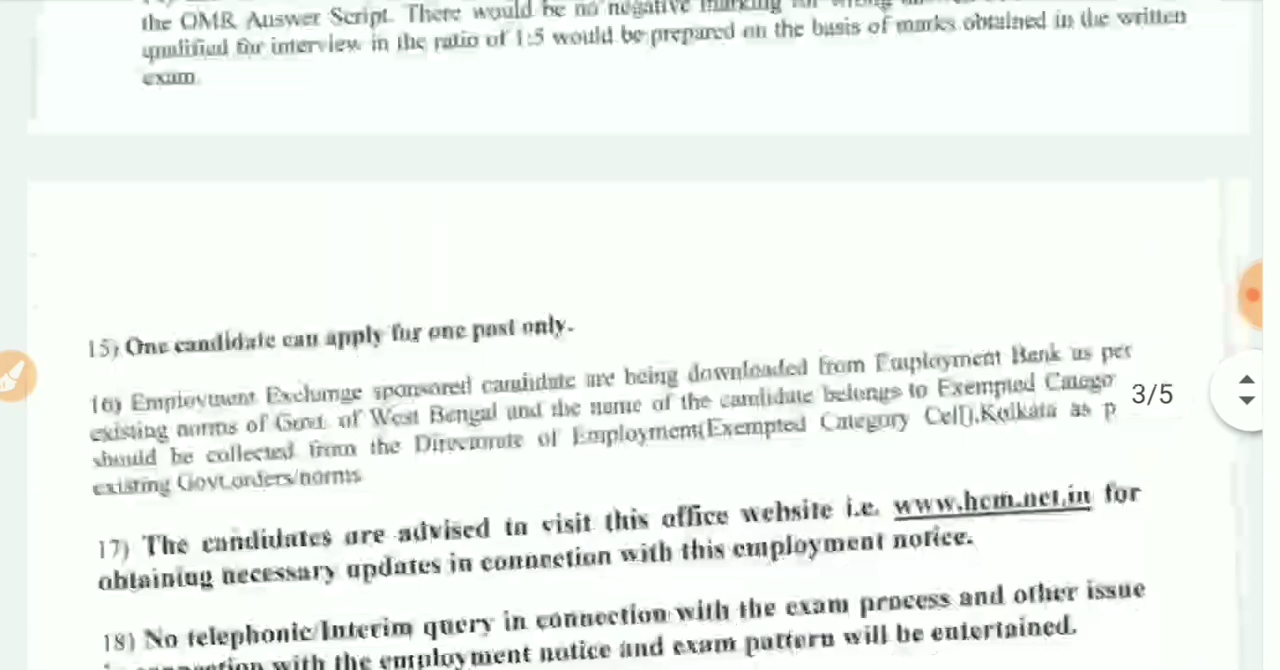 the OMR Answer Script. There would be no negative marking for wrong
qualified for interview in the ratio of 1:5 would be prepared on the basis of marks obtained in the written
exam
15) One candidate can apply for one post only.
16) Employment Exchange sponsored candidate are being downloaded from Employment Bank as per
existing norms of Govt. of West Bengal and the name of the candidate belongs to Exempted Catego
should be collected from the Directorate of Employment(Exempted Category Cell),Kolkata as p
existing Govt.orders/norms
3/5
17) The candidates are advised to visit this office website i.e. www.hcm.net.in for
obtaining necessary updates in connection with this employment notice.
18) No telephonic/Interim query in connection with the exam process and other issue
connection with the employment notice and exam pattern will be entertained.